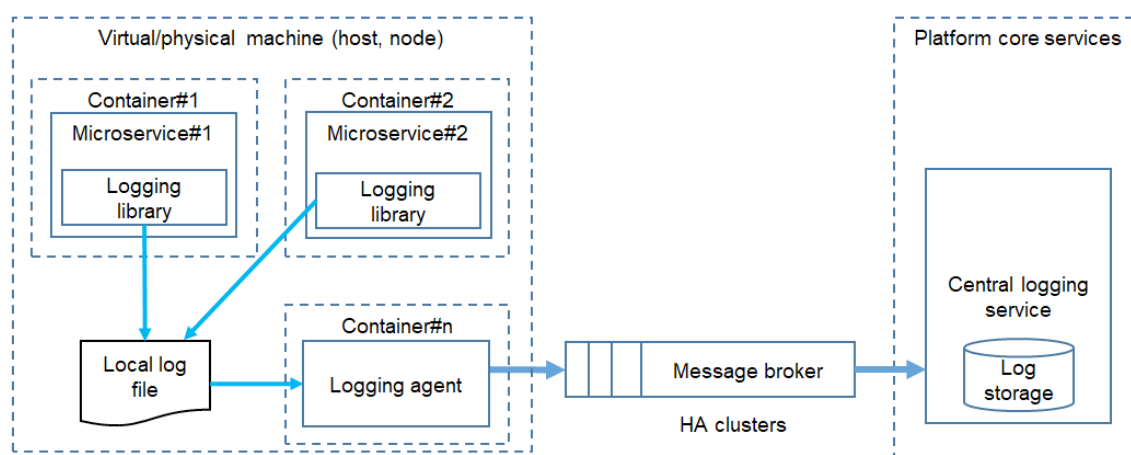 Virtual/physical machine (host, node)
Platform core services
Container#1
Microservice#1
Logging
library
Container#2
Microservice#2
Logging
library
Local log
file
Container#n
Logging agent
Message broker
HA clusters
Central logging
service
Log
storage